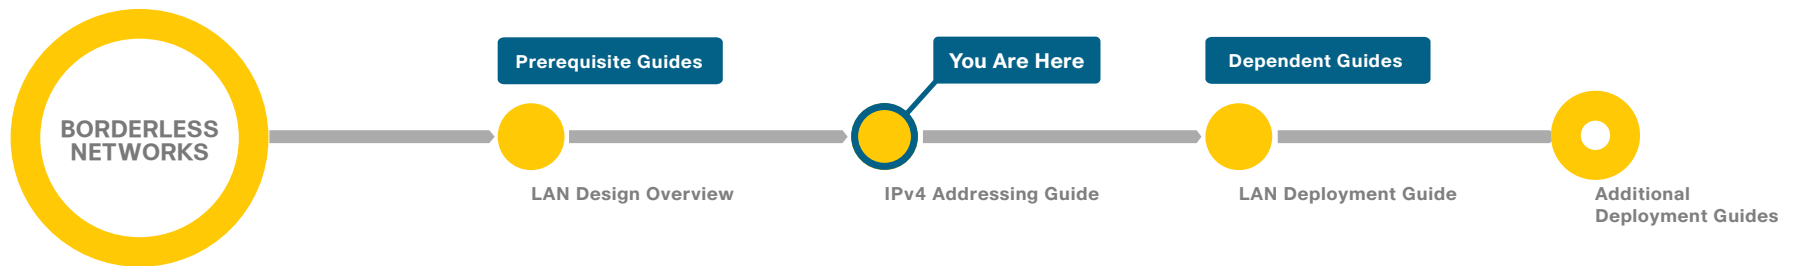 BORDERLESS
NETWORKS
Prerequisite Guides
You Are Here
Dependent Guides
LAN Design Overview
IPv4 Addressing Guide
LAN Deployment Guide
Additional
Deployment Guides